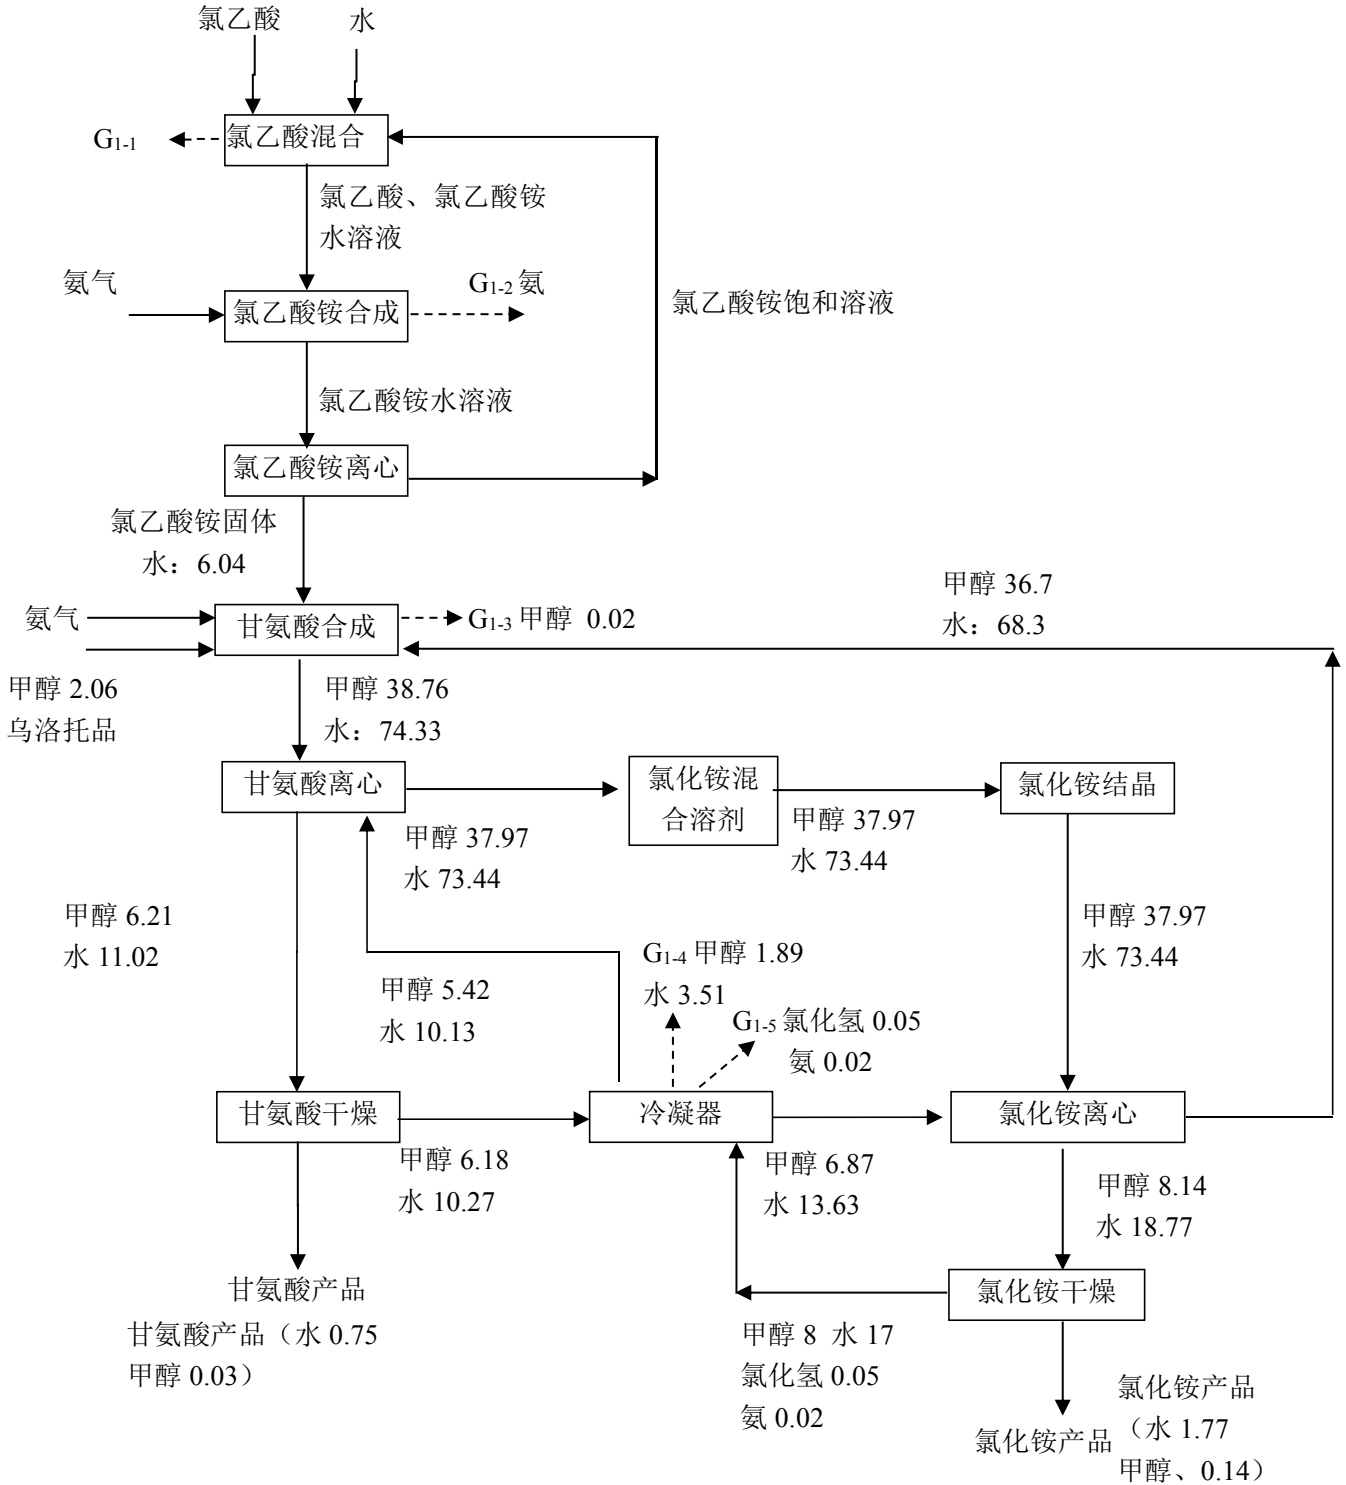 氯乙酸
水
G1-1
氯乙酸混合
氯乙酸、氯乙酸铵
水溶液
氨气
G1-2 氨
氯乙酸铵合成
氯乙酸铵饱和溶液
氯乙酸铵水溶液
氯乙酸铵离心
氯乙酸铵固体
水：6.04
甲醇 36.7
水：68.3
氨气
甘氨酸合成
G1-3 甲醇 0.02
甲醇 2.06
乌洛托品
甲醇 38.76
水：74.33
甘氨酸离心
氯化铵混
合溶剂
氯化铵结晶
甲醇 37.97
水 73.44
甲醇 37.97
水 73.44
甲醇 6.21
水 11.02
甲醇 37.97
水 73.44
甲醇 5.42
水 10.13
G1-4 甲醇 1.89
水 3.51
G1-5 氯化氢 0.05
氨 0.02
甘氨酸干燥
冷凝器
氯化铵离心
甲醇 6.18
水 10.27
甲醇 6.87
水 13.63
甲醇 8.14
水 18.77
甘氨酸产品
甘氨酸产品（水 0.75
甲醇 0.03）
氯化铵干燥
甲醇 8 水 17
氯化氢 0.05
氨 0.02
氯化铵产品
氯化铵产品
（水 1.77
甲醇、0.14）